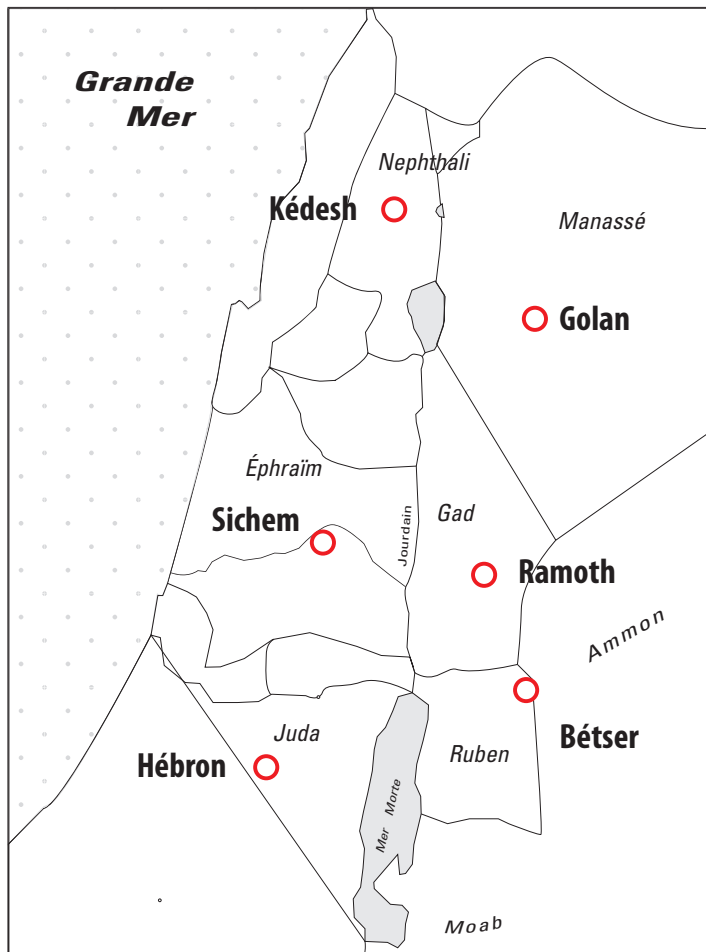 Grande
Mer
Nephthali
Kédesh
Manassé
Golan
Éphraïm
Sichem
Jourdain
Gad
Ramoth
Ammon
Juda
Ruben
Bétser
Hébron
Mer Morte
Moab